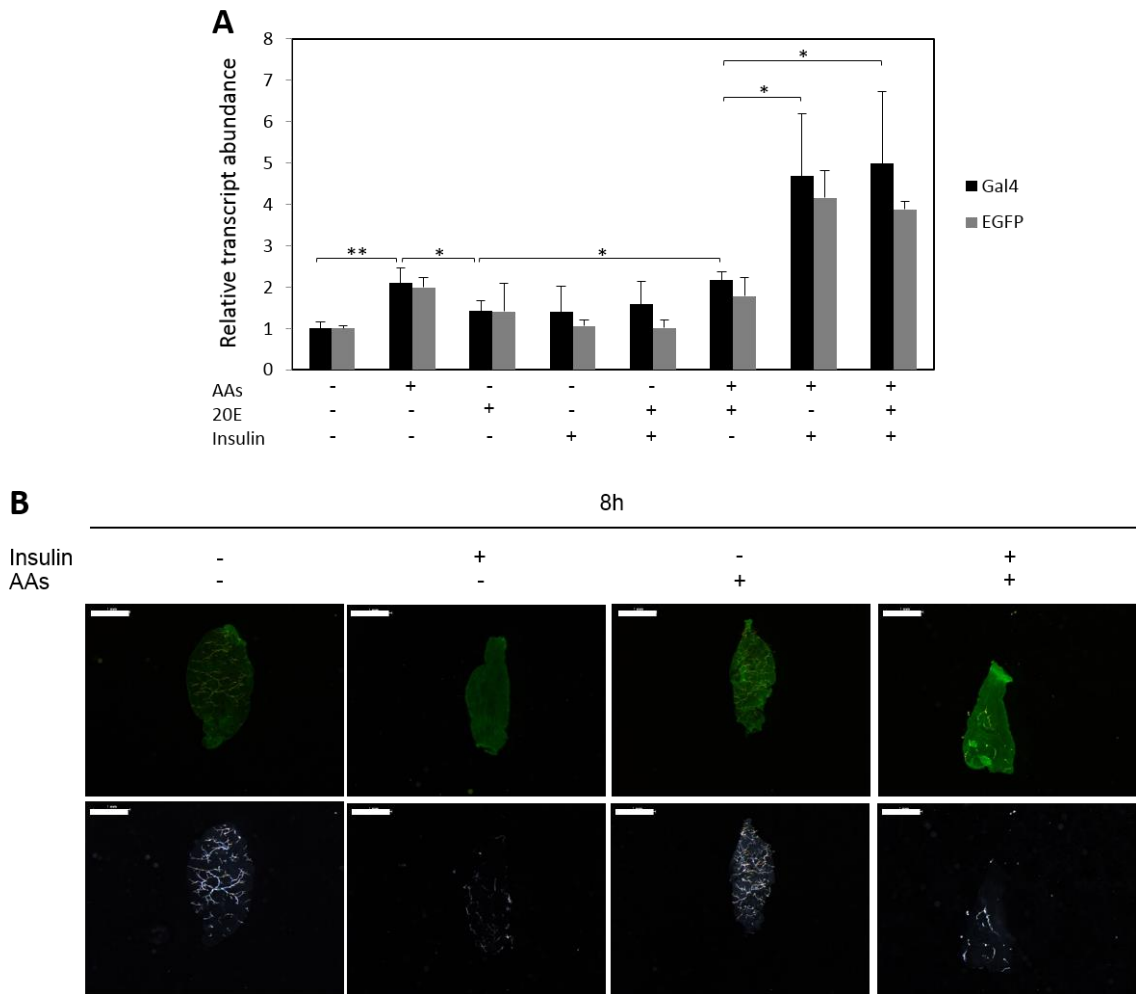 A
8
7
6
5
4
3
2
1
0
Relative transcript abundance
** * * * *
Gal4
EGFP
AAs - + - - - + + +
20E - - + - + + - +
Insulin - - - + + - + +
B
8h
Insulin - + - +
AAs - - + +